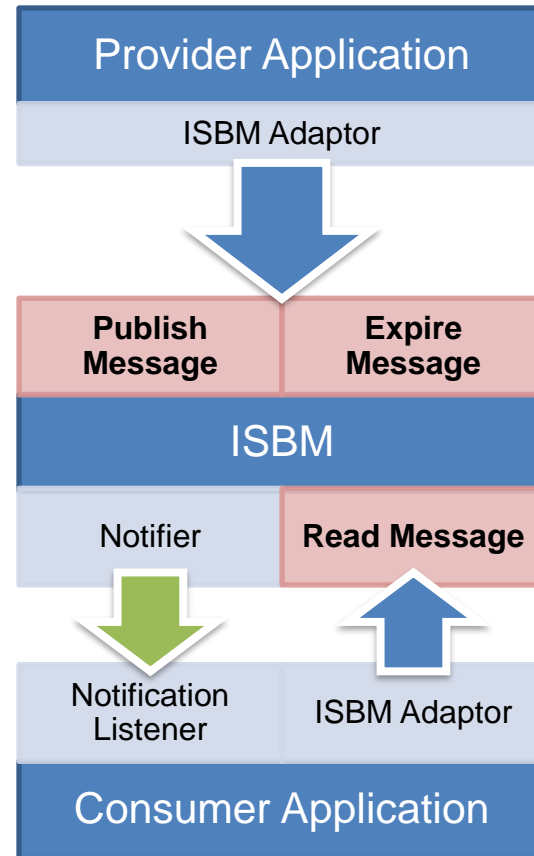 Provider Application
ISBM Adaptor
Publish
Message
Expire
Message
ISBM
Notifier
Read Message
Notification
Listener
ISBM Adaptor
Consumer Application